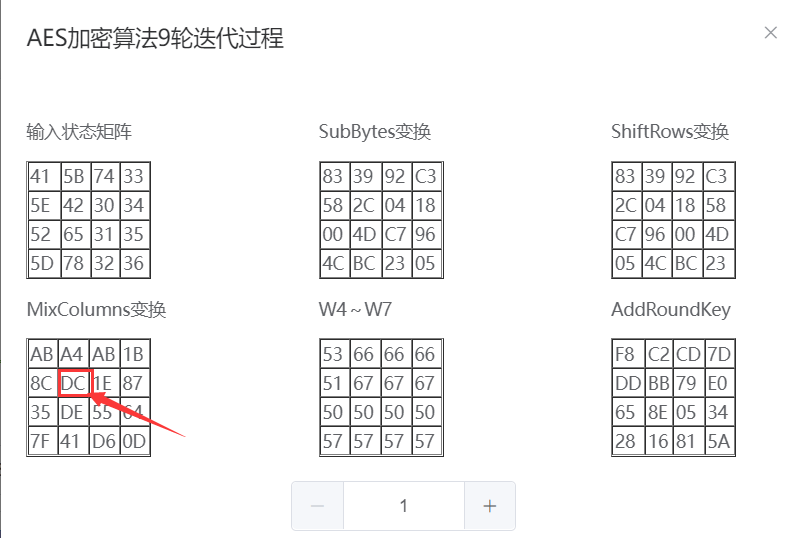 AES加密算法9轮迭代过程
输入状态矩阵 SubBytes变换 ShiftRows变换
41 5B 74 33 83 39 92 C3 83 39 92 C3
5E 42 30 34 58 2C 04 18 2C 04 18 58
52 65 31 35 00 4D C7 96 C7 96 00 4D
5D 78 32 36 4C BC 23 05 05 4C BC 23
MixColumns变换 W4~W7 AddRoundKey
AB A4 AB 1B 53 66 66 66 F8 C2 CD 7D
8C DC 1E 87 51 67 67 67 DD BB 79 E0
35 DE 55 64 50 50 50 50 65 8E 05 34
7F 41 D6 0D 57 57 57 57 28 16 81 5A
1